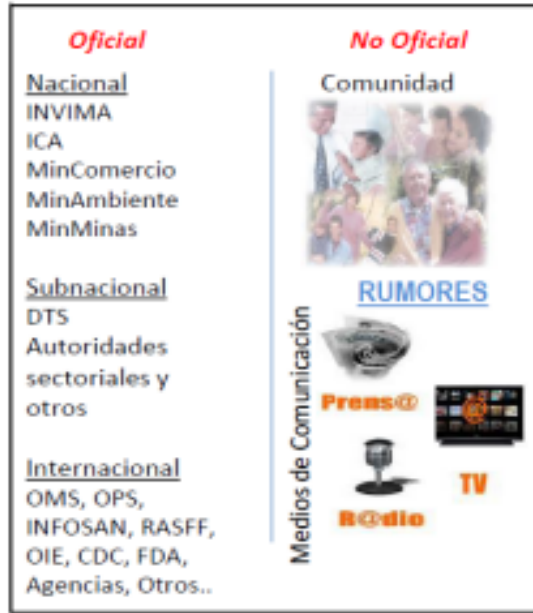 Oficial
Nacional
INVIMA
ICA
MinComercio
MinAmbiente
MinMinas
Subnacional
DTS
Autoridades
sectoriales y
otros
Internacional
OMS, OPS,
INFOSAN, RASFF,
OIE, CDC, FDA,
Agencias, Otros..
No Oficial
Comunidad
RUMORES
Medios de Comunicación
Prens@
TV
R@dio